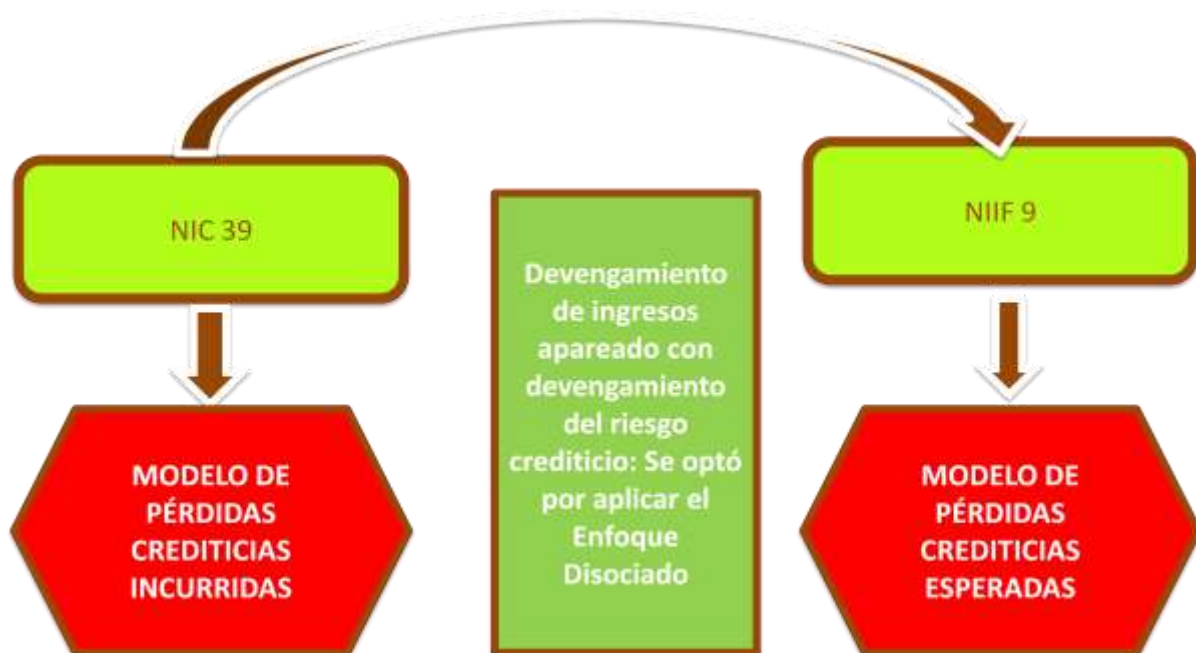 NIC 39
NIIF 9
Devengamiento
de ingresos
apareado con
devengamiento
del riesgo
crediticio: Se optó
por aplicar el
Enfoque
Disociado
MODELO DE
PÉRDIDAS
CREDITICIAS
INCURRIDAS
MODELO DE
PÉRDIDAS
CREDITICIAS
ESPERADAS